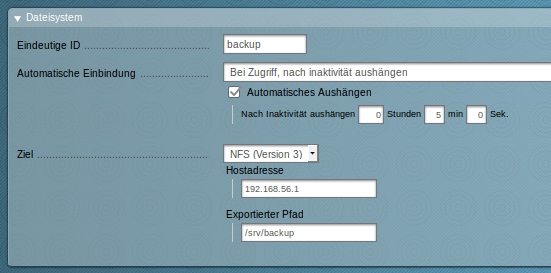 Dateisystem
Eindeutige ID backup
Automatische Einbindung Bei Zugriff, nach inaktivität aushängen
Automatisches Aushängen
Nach Inaktivität aushängen 0 Stunden 5 min 0 Sek.
Ziel NFS (Version 3)
Hostadresse
192.168.56.1
Exportierter Pfad
/srv/backup